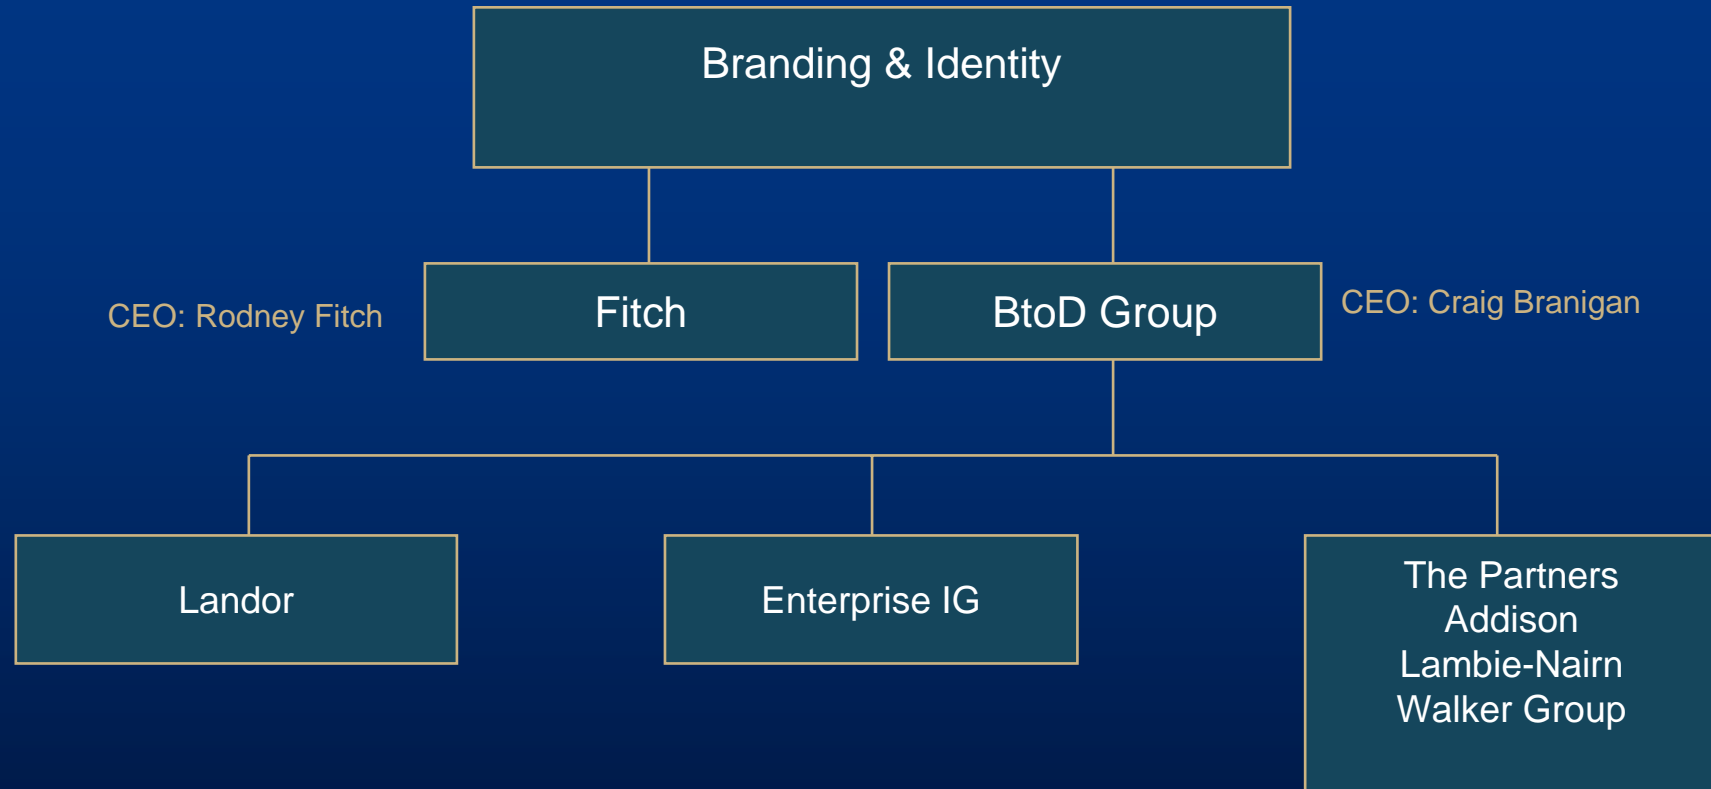 Branding & Identity
CEO: Rodney Fitch
Fitch
BtoD Group
CEO: Craig Branigan
Landor
Enterprise IG
The Partners
Addison
Lambie-Nairn
Walker Group